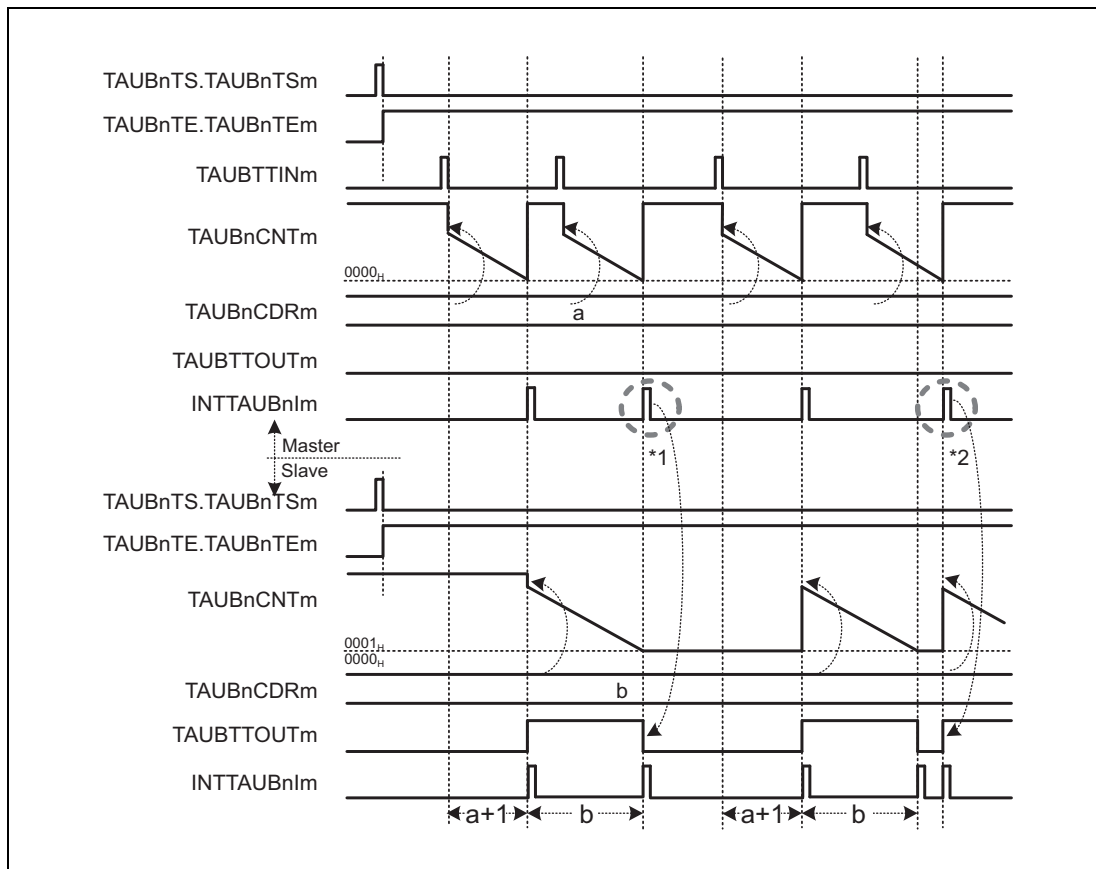 TAUBnTS.TAUBnTSm
TAUBnTE.TAUBnTEm
TAUBTTINm
TAUBnCNTm
0000H
TAUBnCDRm
a
TAUBTTOUTm
INTTAUBnIm
*1
*2
Master
Slave
TAUBnTS.TAUBnTSm
TAUBnTE.TAUBnTEm
TAUBnCNTm
0001H
0000H
TAUBnCDRm
b
TAUBTTOUTm
INTTAUBnIm
a+1 b a+1 b